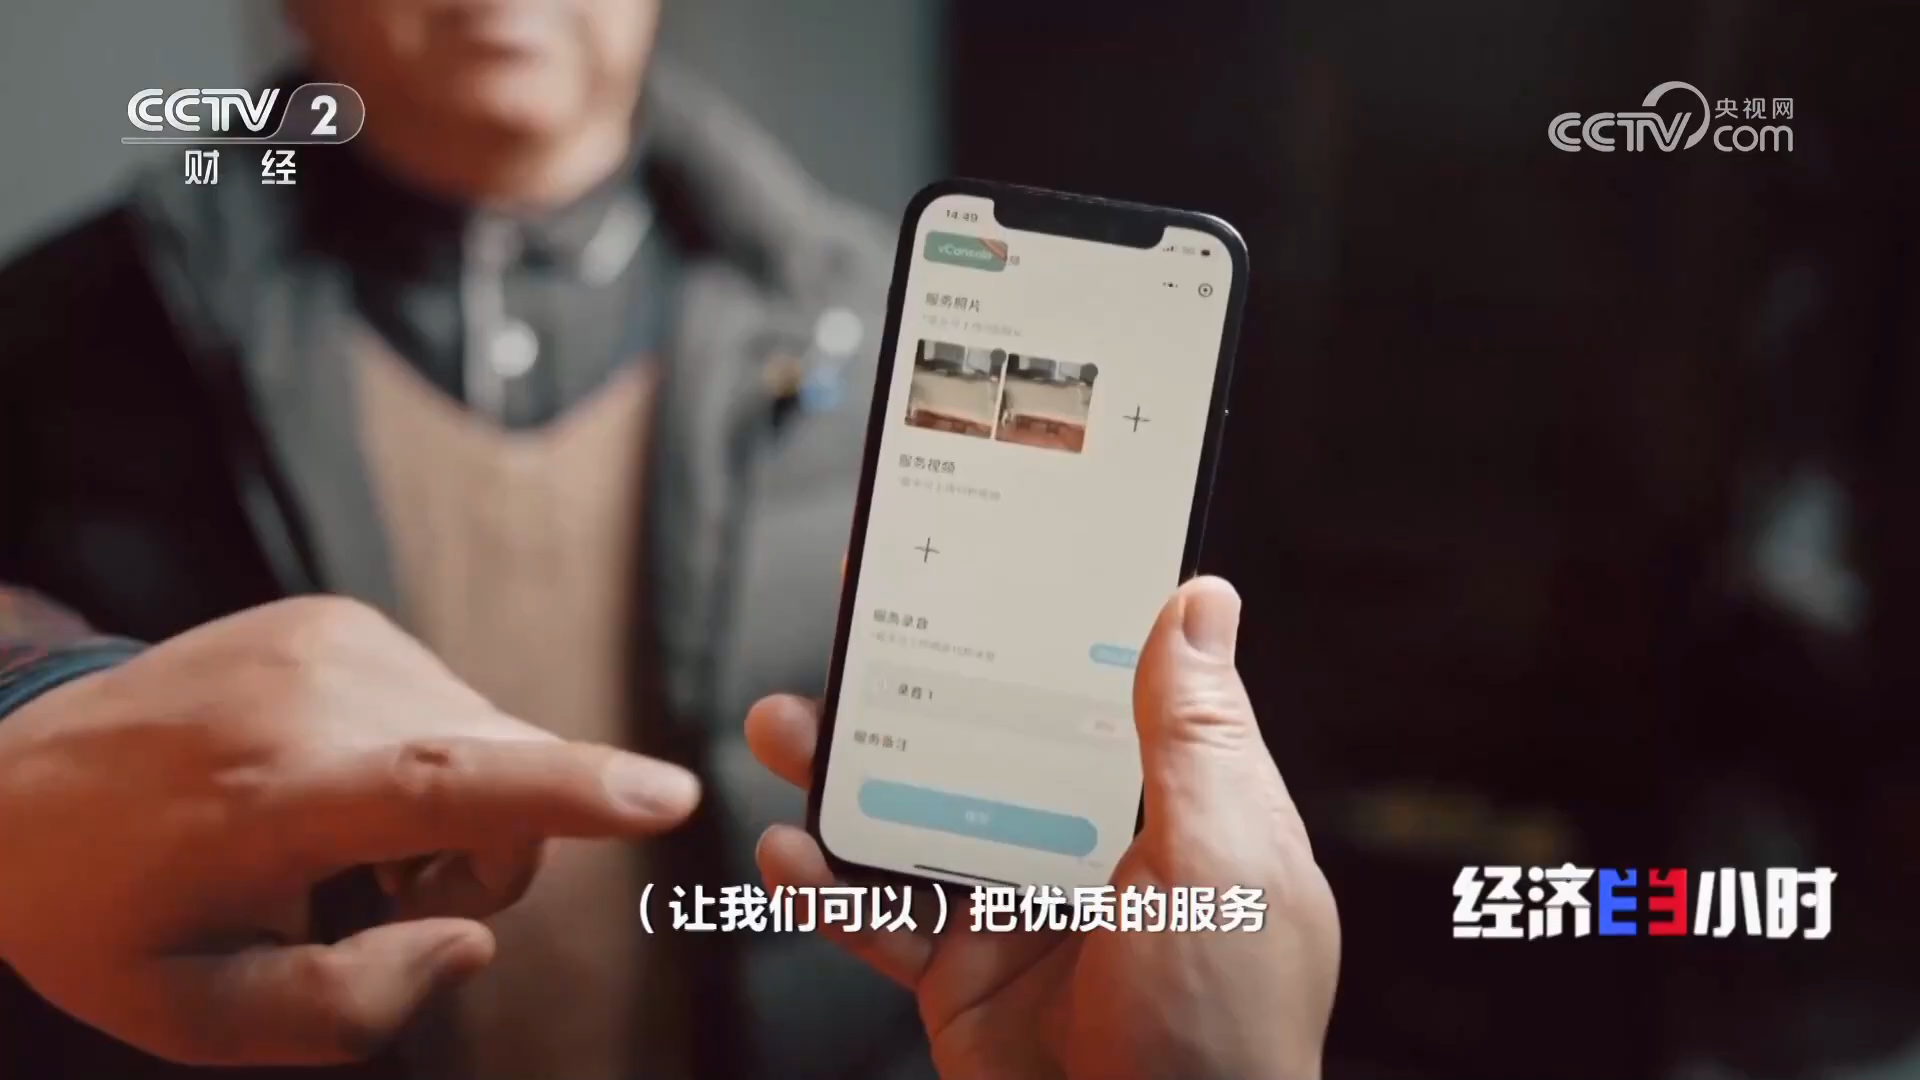 CCTV 2
财 经
央视网
CCTV com
14:49
vConsole
服务照片
服务视频
服务录音
录音 1
服务备注
（让我们可以）把优质的服务
经济半小时